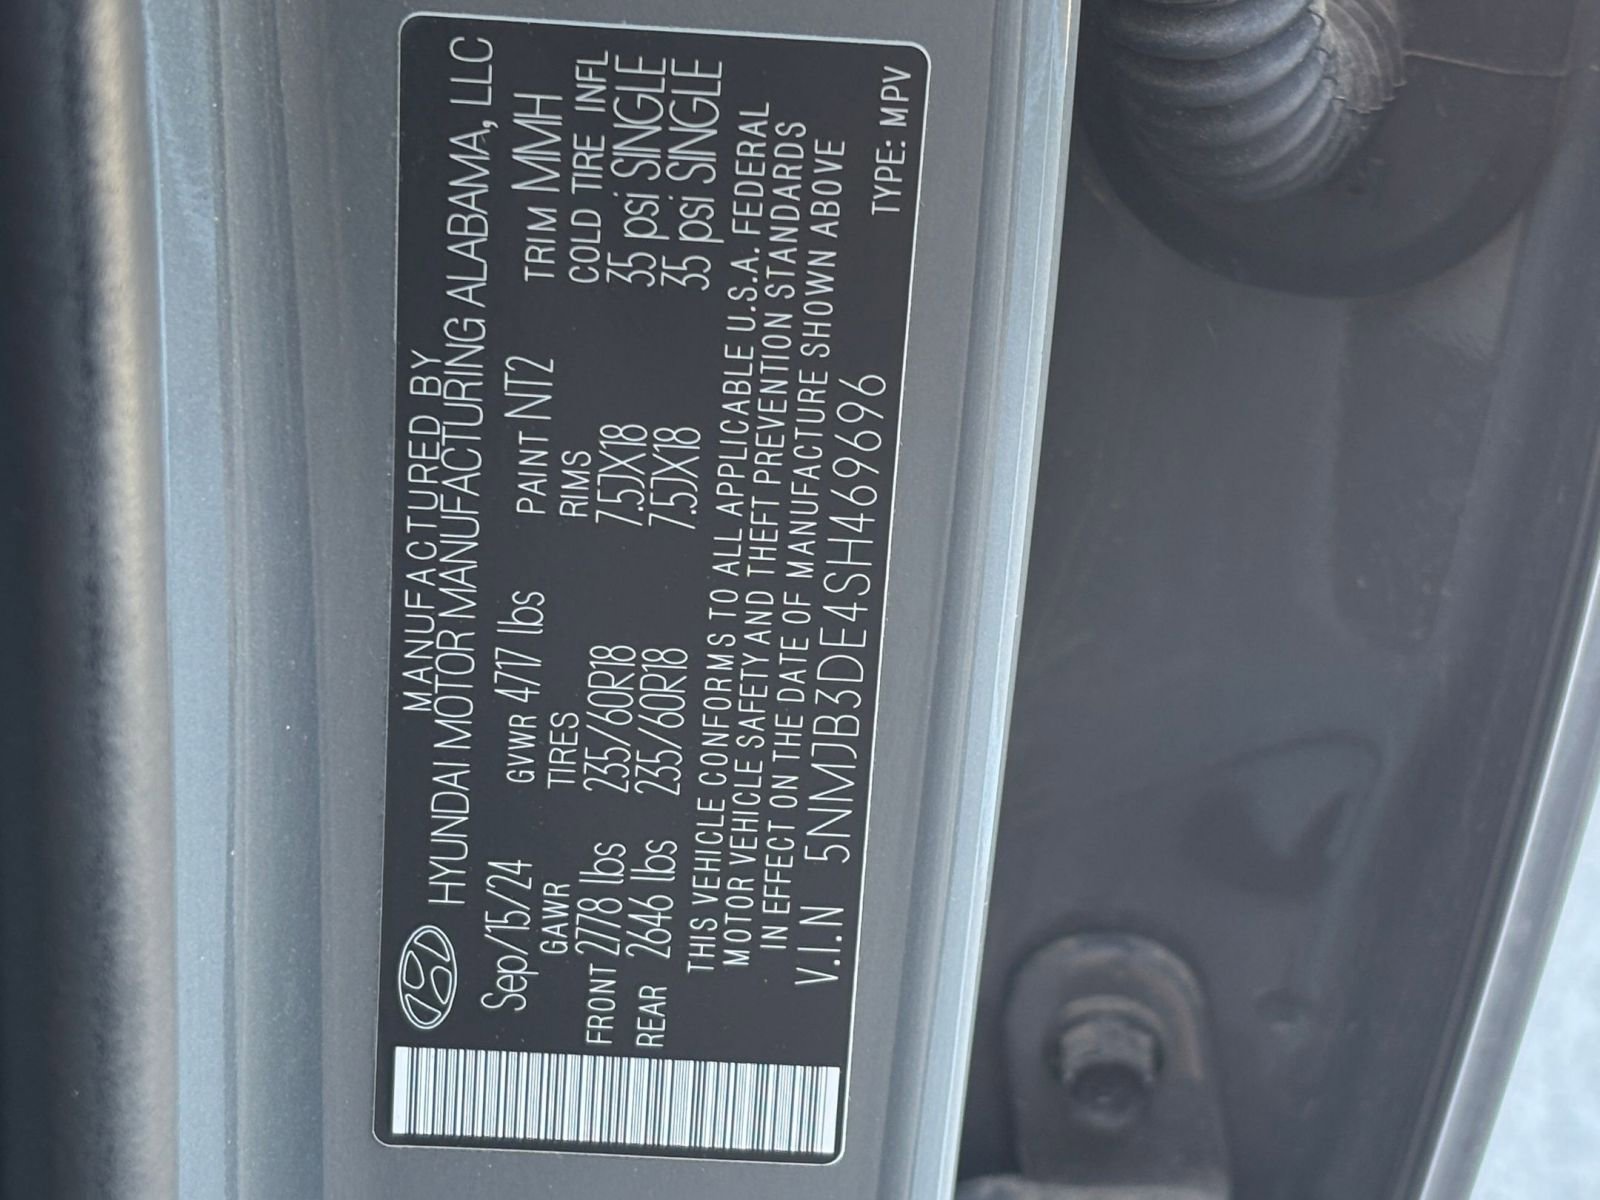 MANUFACTURED BY
HYUNDAI MOTOR MANUFACTURING ALABAMA, LLC
Sep/15/24 GVWR 4717 lbs PAINT NT2 TRIM MMH
GAWR TIRES RIMS COLD TIRE INFL
FRONT 2778 lbs 235/60R18 7.5JX18 35 psi SINGLE
REAR 2646 lbs 235/60R18 7.5JX18 35 psi SINGLE
THIS VEHICLE CONFORMS TO ALL APPLICABLE U.S.A. FEDERAL
MOTOR VEHICLE SAFETY AND THEFT PREVENTION STANDARDS
IN EFFECT ON THE DATE OF MANUFACTURE SHOWN ABOVE
V.I.N 5NMJB3DE4SH469696 TYPE: MPV